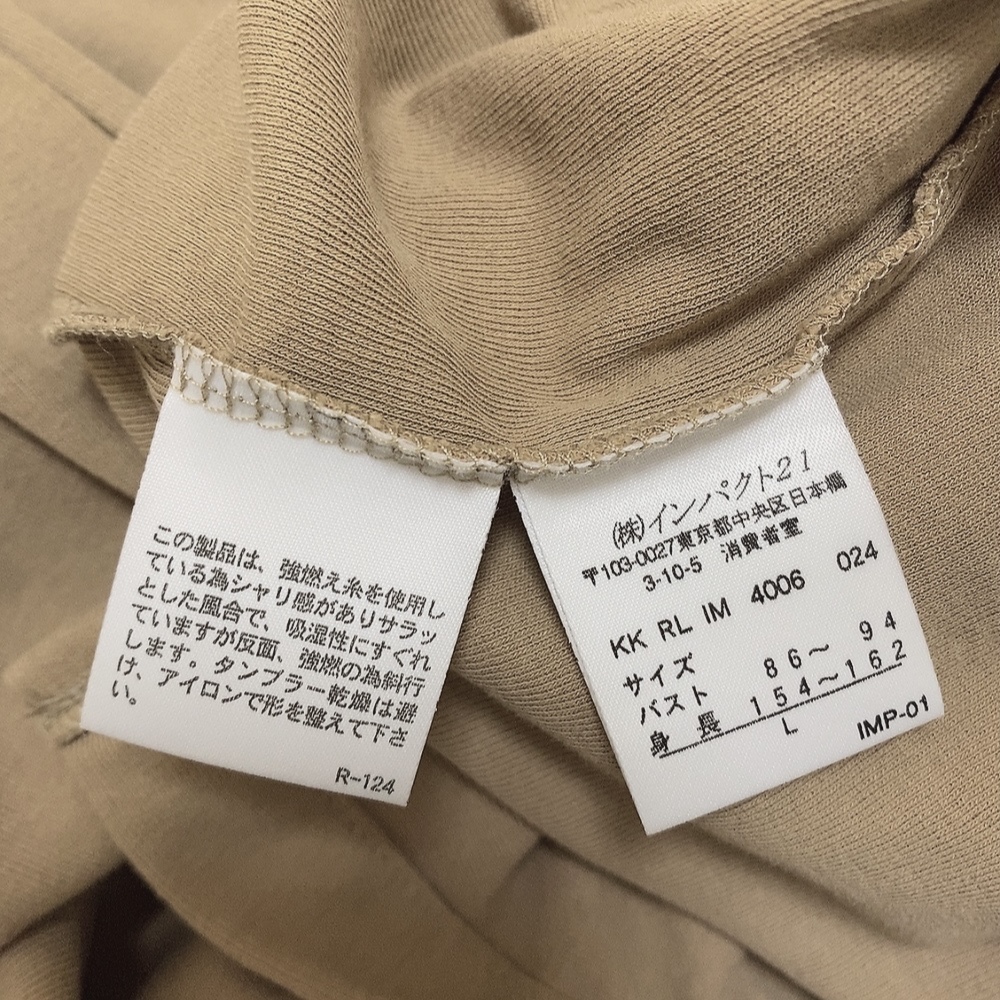 この製品は、強燃え糸を使用し
ている為シャリ感がありサラッ
とした風合で、吸湿性にすぐれ
ていますが反面、強燃の為斜行
します。タンブラー乾燥は避
け、アイロンで形を整えて下さ
い。
R-124
(株)インパクト21
〒103-0027東京都中央区日本橋
3-10-5 消費者室
KK RL IM 4006 024
サイズ
バスト 86〜 94
身長 154〜162
L
IMP-01